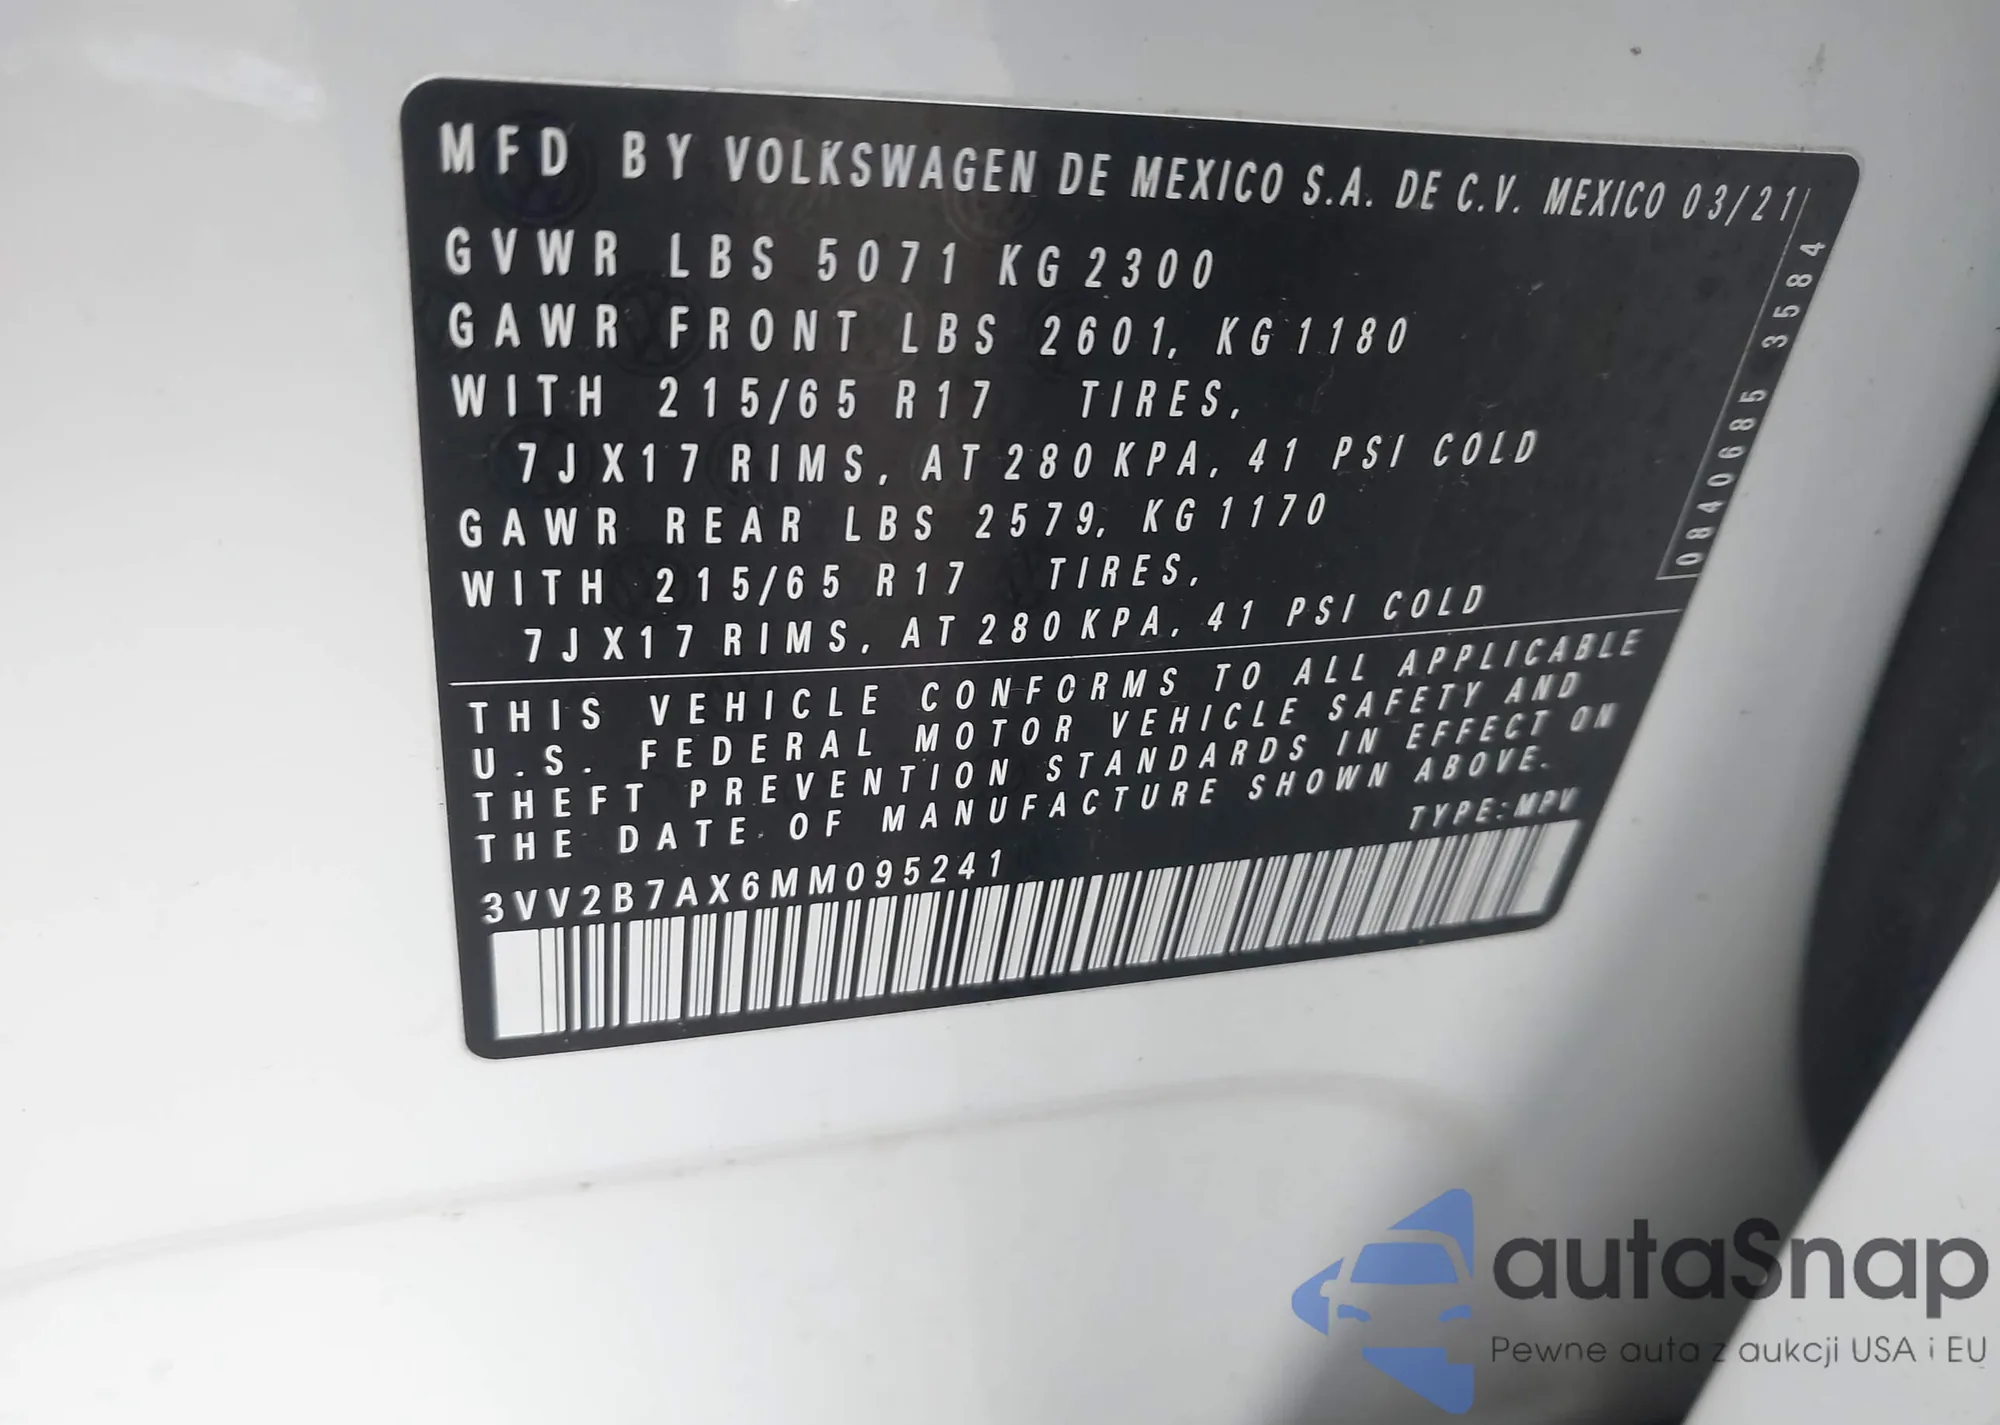 MFD BY VOLKSWAGEN DE MEXICO S.A. DE C.V. MEXICO 03/21
GVWR LBS 5071 KG 2300
GAWR FRONT LBS 2601, KG 1180
WITH 215/65 R17 TIRES,
7JX17 RIMS, AT 280 KPA, 41 PSI COLD
GAWR REAR LBS 2579, KG 1170
WITH 215/65 R17 TIRES,
7JX17 RIMS, AT 280 KPA, 41 PSI COLD
0840685 3584
THIS VEHICLE CONFORMS TO ALL APPLICABLE
U.S. FEDERAL MOTOR VEHICLE SAFETY AND
THEFT PREVENTION STANDARDS IN EFFECT ON
THE DATE OF MANUFACTURE SHOWN ABOVE.
TYPE: MPV
3VV2B7AX6MM095241
autaSnap
Pewne auta z aukcji USA i EU